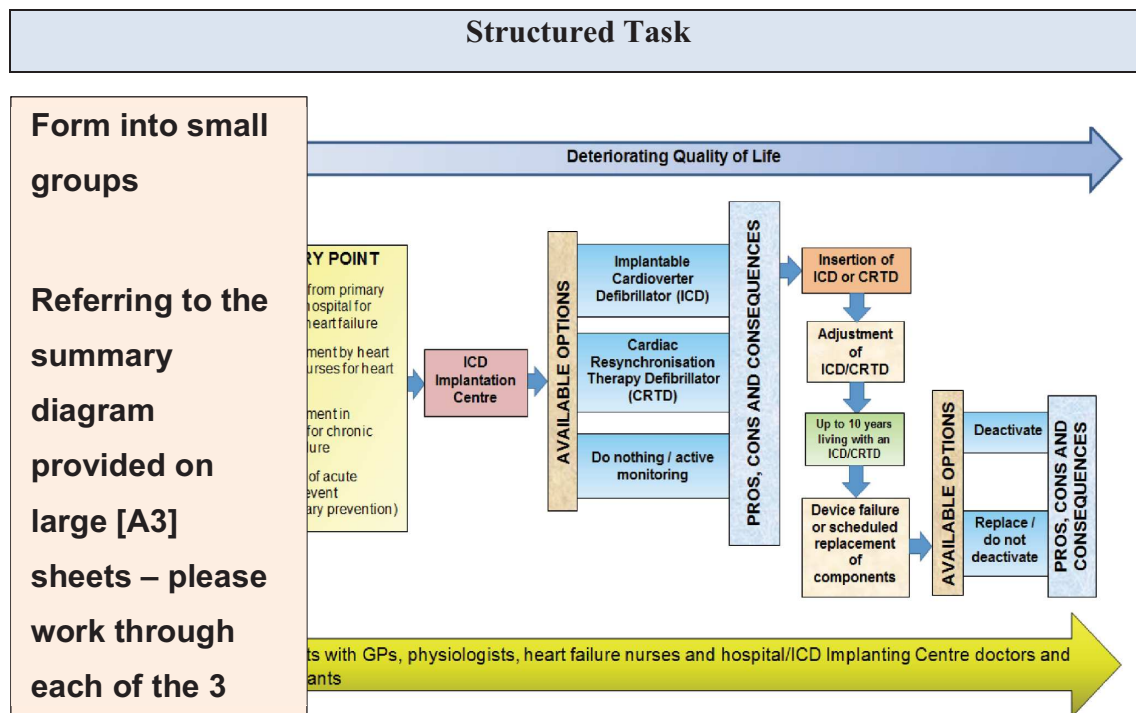 Structured Task
Form into small
groups
Referring to the
summary
diagram
provided on
large [A3]
sheets – please
work through
each of the 3
Deteriorating Quality of Life
RY POINT
from primary
hospital for
heart failure
ment by heart
urses for heart
ment in
for chronic
lure
of acute
vent
ary prevention)
ICD
Implantation
Centre
AVAILABLE OPTIONS
Implantable
Cardioverter
Defibrillator (ICD)
Cardiac
Resynchronisation
Therapy Defibrillator
(CRTD)
Do nothing / active
monitoring
PROS, CONS AND CONSEQUENCES
Insertion of
ICD or CRTD
Adjustment
of
ICD/CRTD
Up to 10 years
living with an
ICD/CRTD
Device failure
or scheduled
replacement
of
components
AVAILABLE OPTIONS
Deactivate
Replace /
do not
deactivate
PROS, CONS AND
CONSEQUENCES
ts with GPs, physiologists, heart failure nurses and hospital/ICD Implanting Centre doctors and
ants